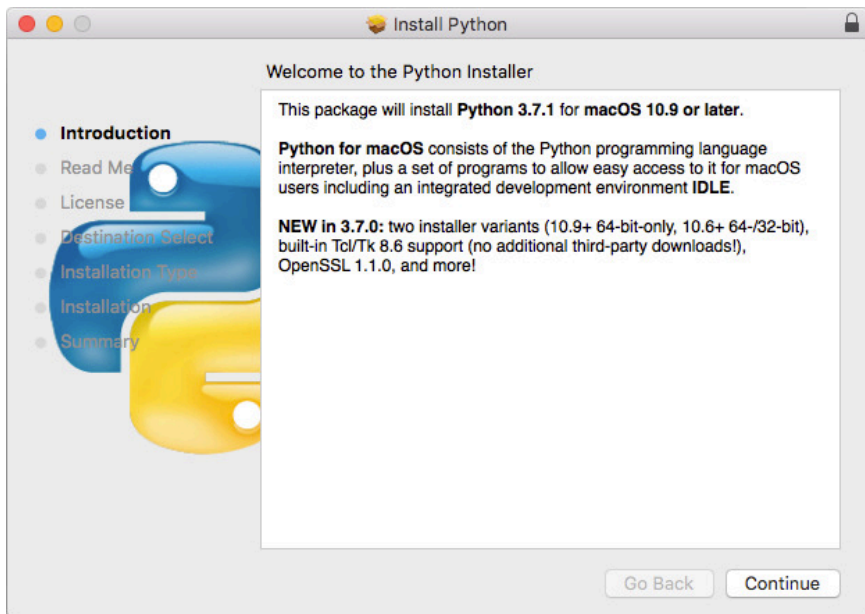 Install Python
Welcome to the Python Installer
Introduction
Read Me
License
Destination Select
Installation Type
Installation
Summary
This package will install Python 3.7.1 for macOS 10.9 or later.
Python for macOS consists of the Python programming language
interpreter, plus a set of programs to allow easy access to it for macOS
users including an integrated development environment IDLE.
NEW in 3.7.0: two installer variants (10.9+ 64-bit-only, 10.6+ 64-/32-bit),
built-in Tcl/Tk 8.6 support (no additional third-party downloads!),
OpenSSL 1.1.0, and more!
Go Back
Continue